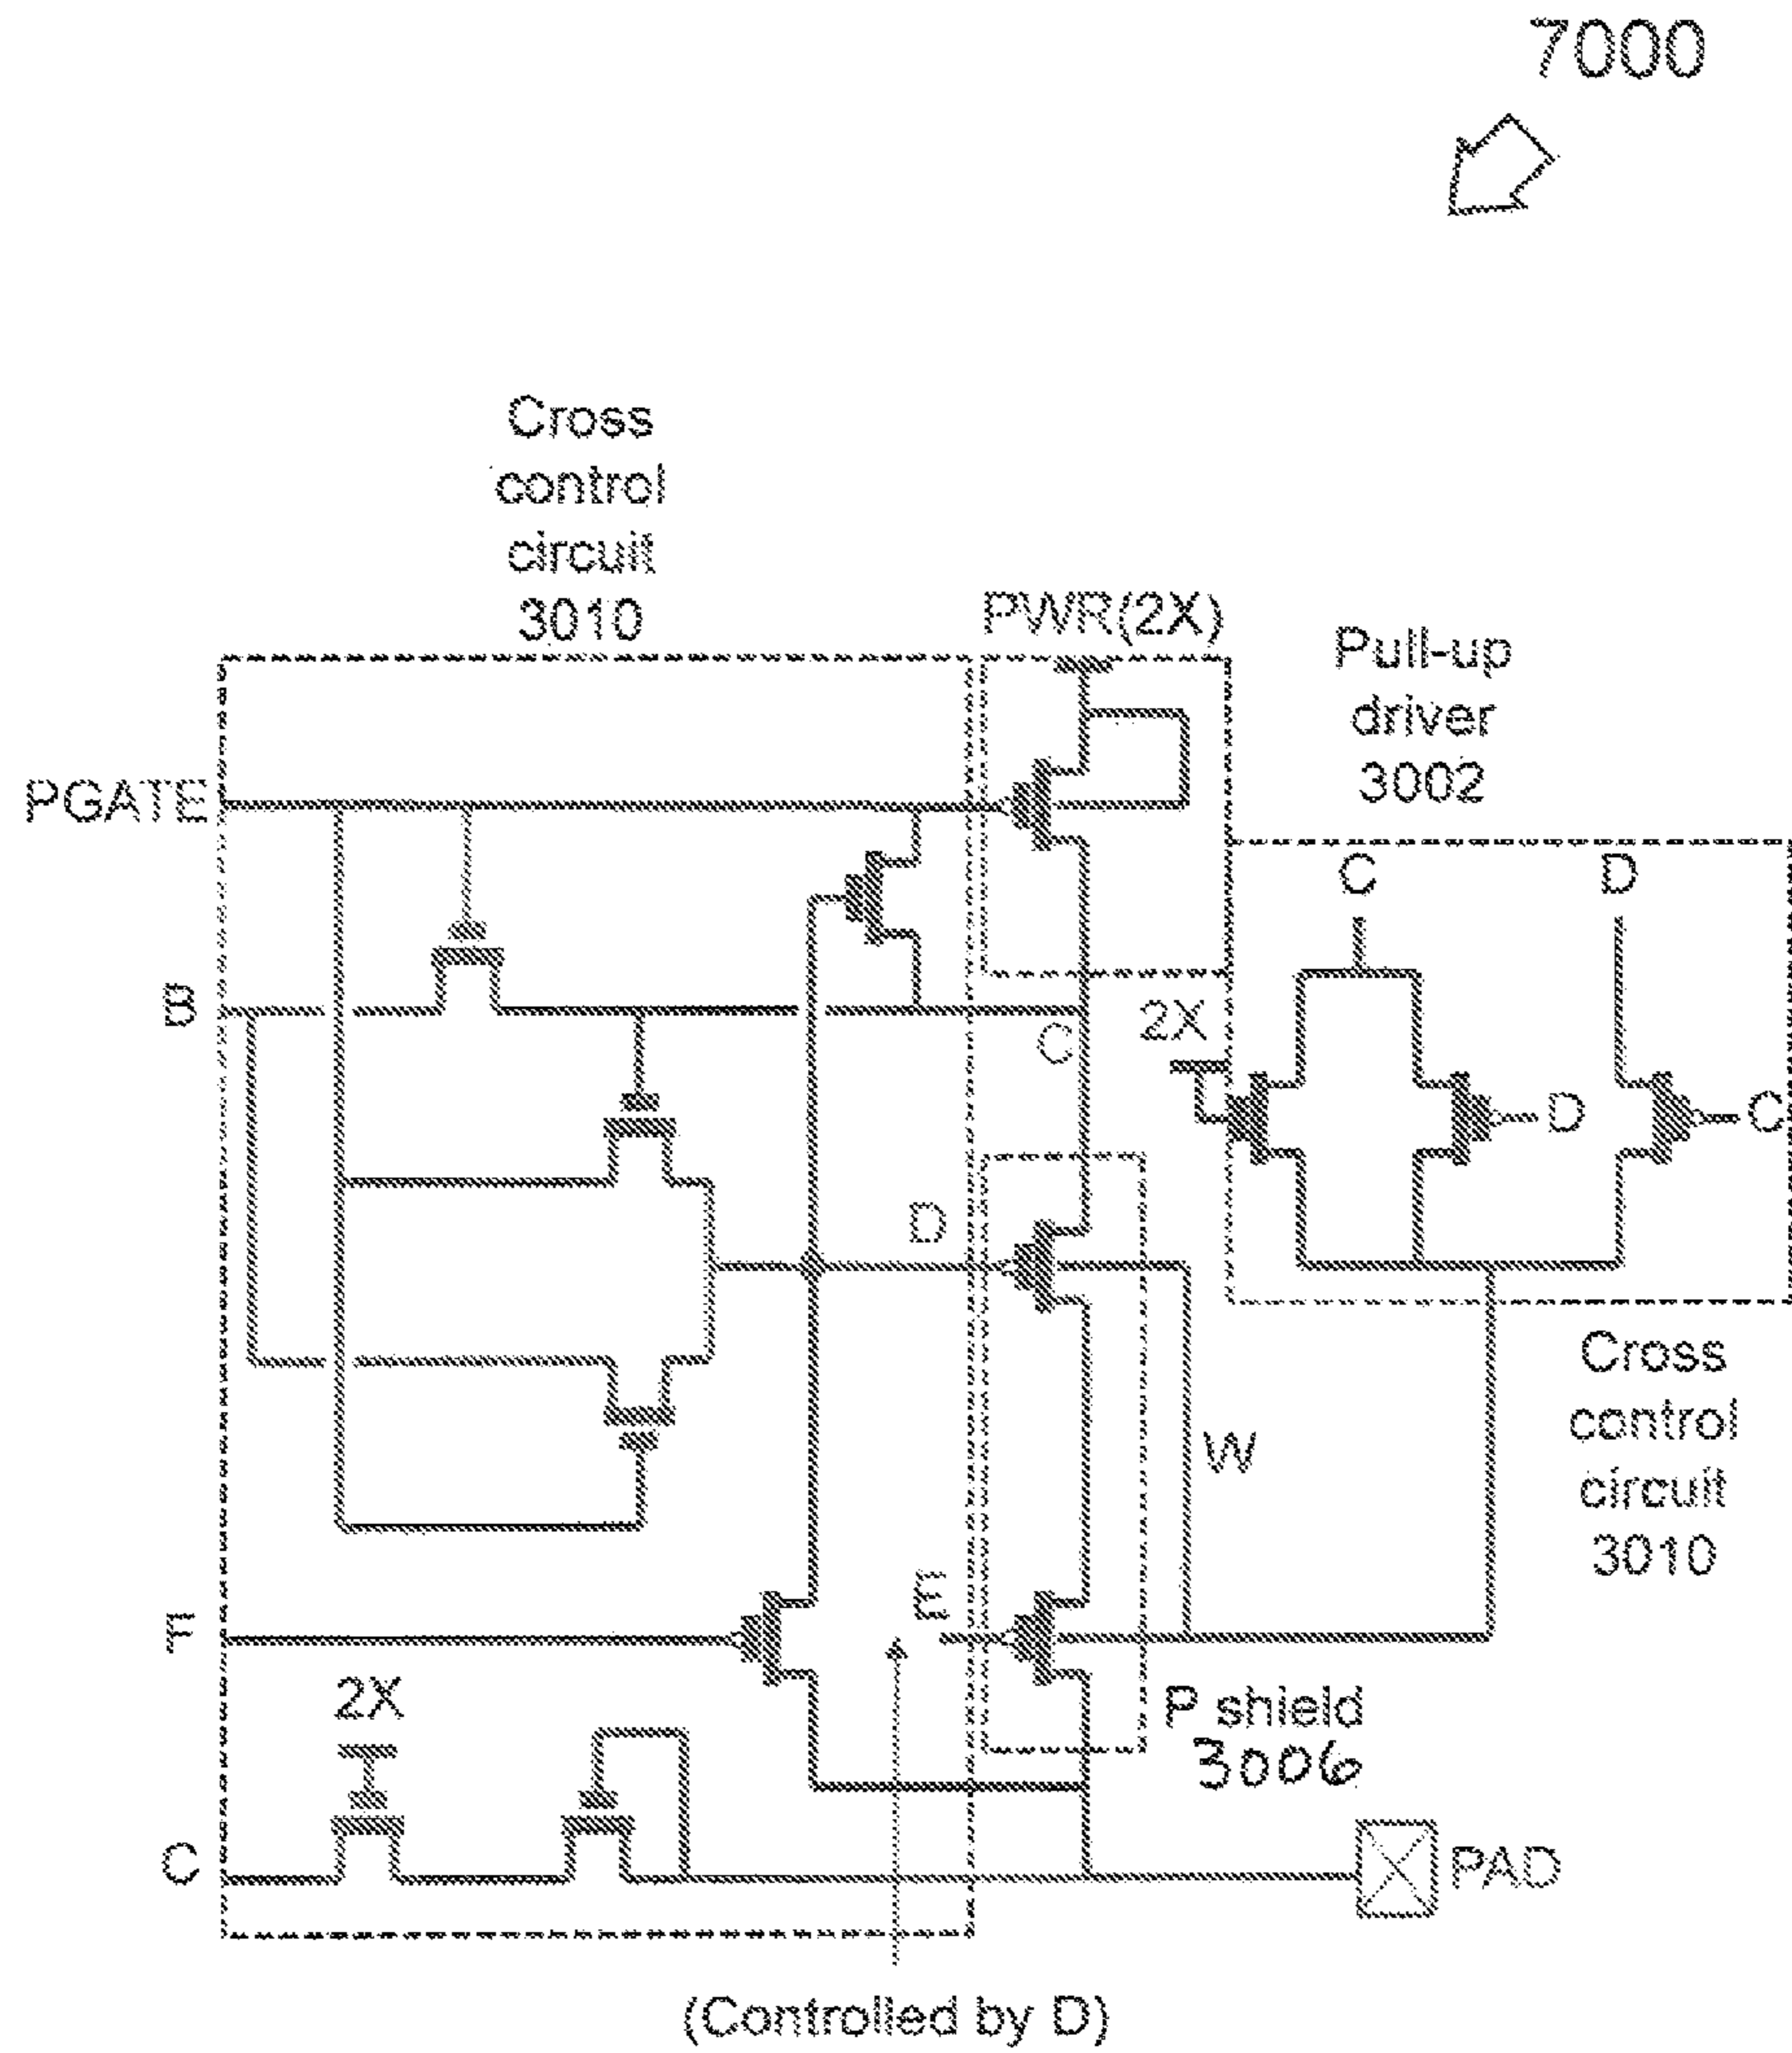 7000
Cross
control
circuit
3010
PWR(2X)
Pull-up
driver
3002
PGATE
C
D
B
2X
C
D
C
D
W
Cross
control
circuit
3010
E
F
2X
P shield
3006
C
PAD
(Controlled by D)